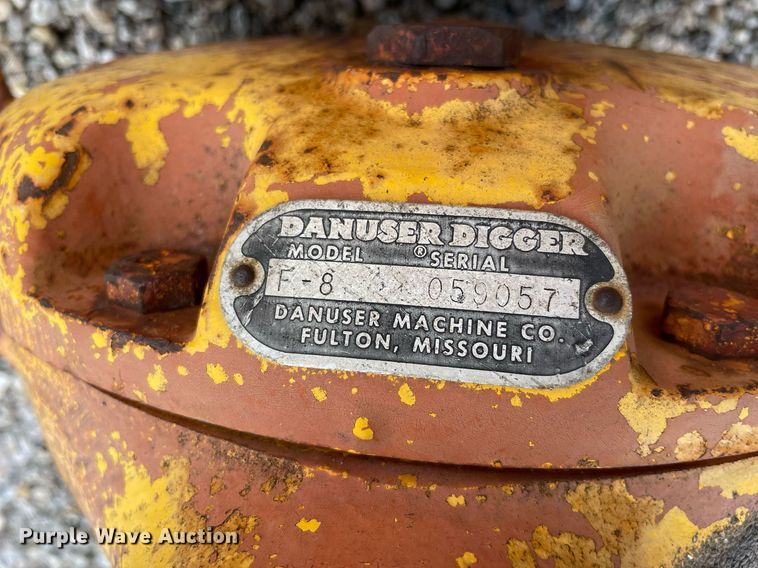 DANUSER DIGGER
MODEL ® SERIAL
F-8 059057
DANUSER MACHINE CO.
FULTON, MISSOURI
Purple Wave Auction